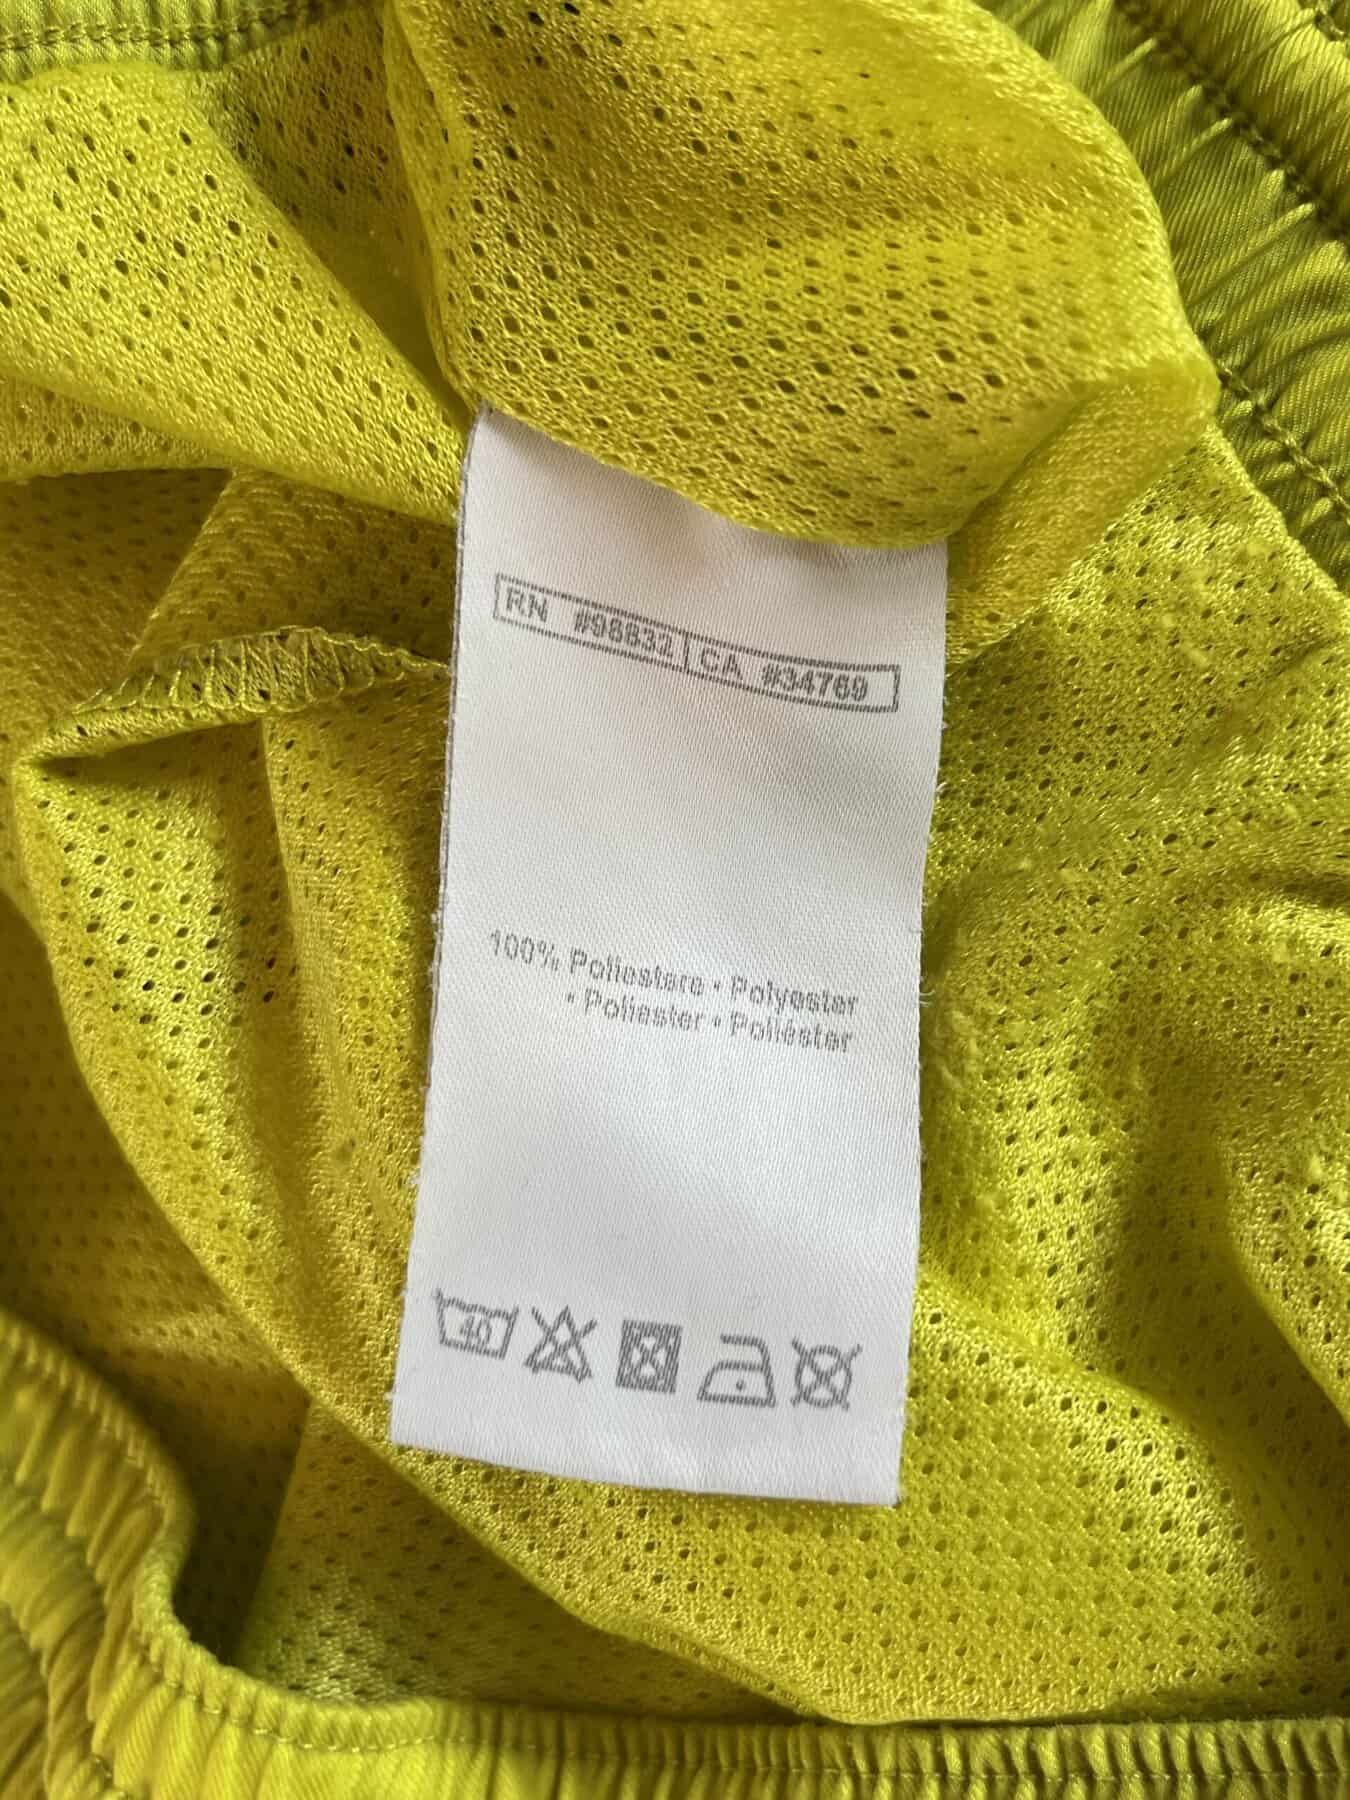 RN #98832 CA #34769
100% Poliestere • Polyester
• Poliester • Poliéster
40